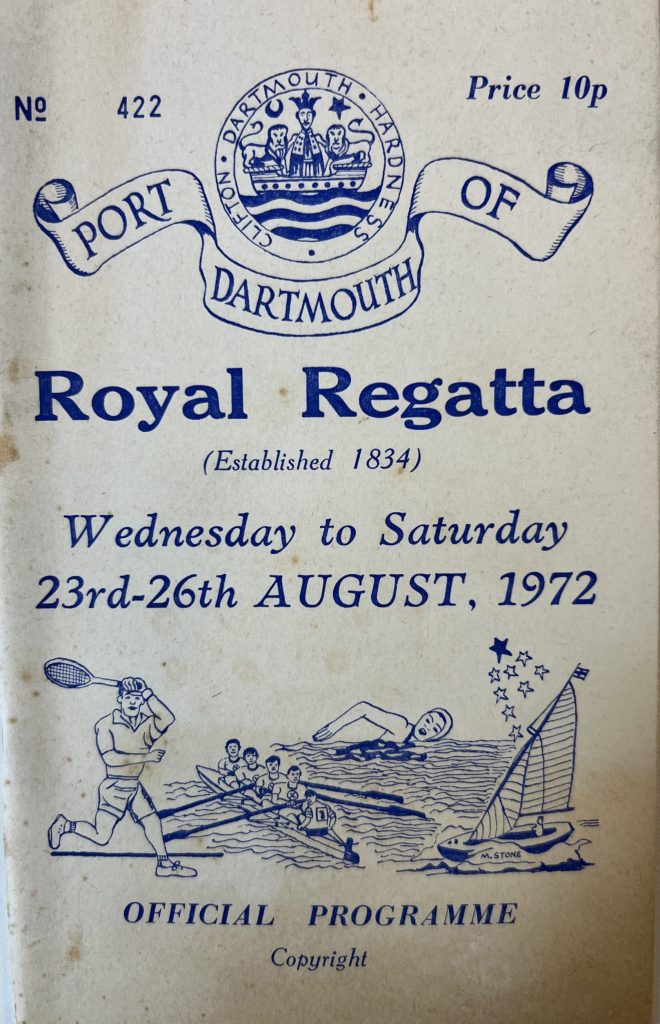 Nº 422
Price 10p
CLIFTON · DARTMOUTH · HARDNESS ·
PORT OF
DARTMOUTH
Royal Regatta
(Established 1834)
Wednesday to Saturday
23rd-26th AUGUST, 1972
M. STONE
OFFICIAL PROGRAMME
Copyright